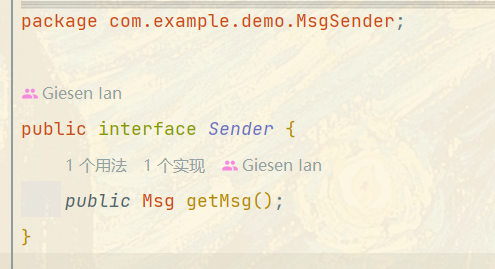 package com.example.demo.MsgSender;
Giesen Ian
public interface Sender {
1 个用法 1 个实现 Giesen Ian
public Msg getMsg();
}